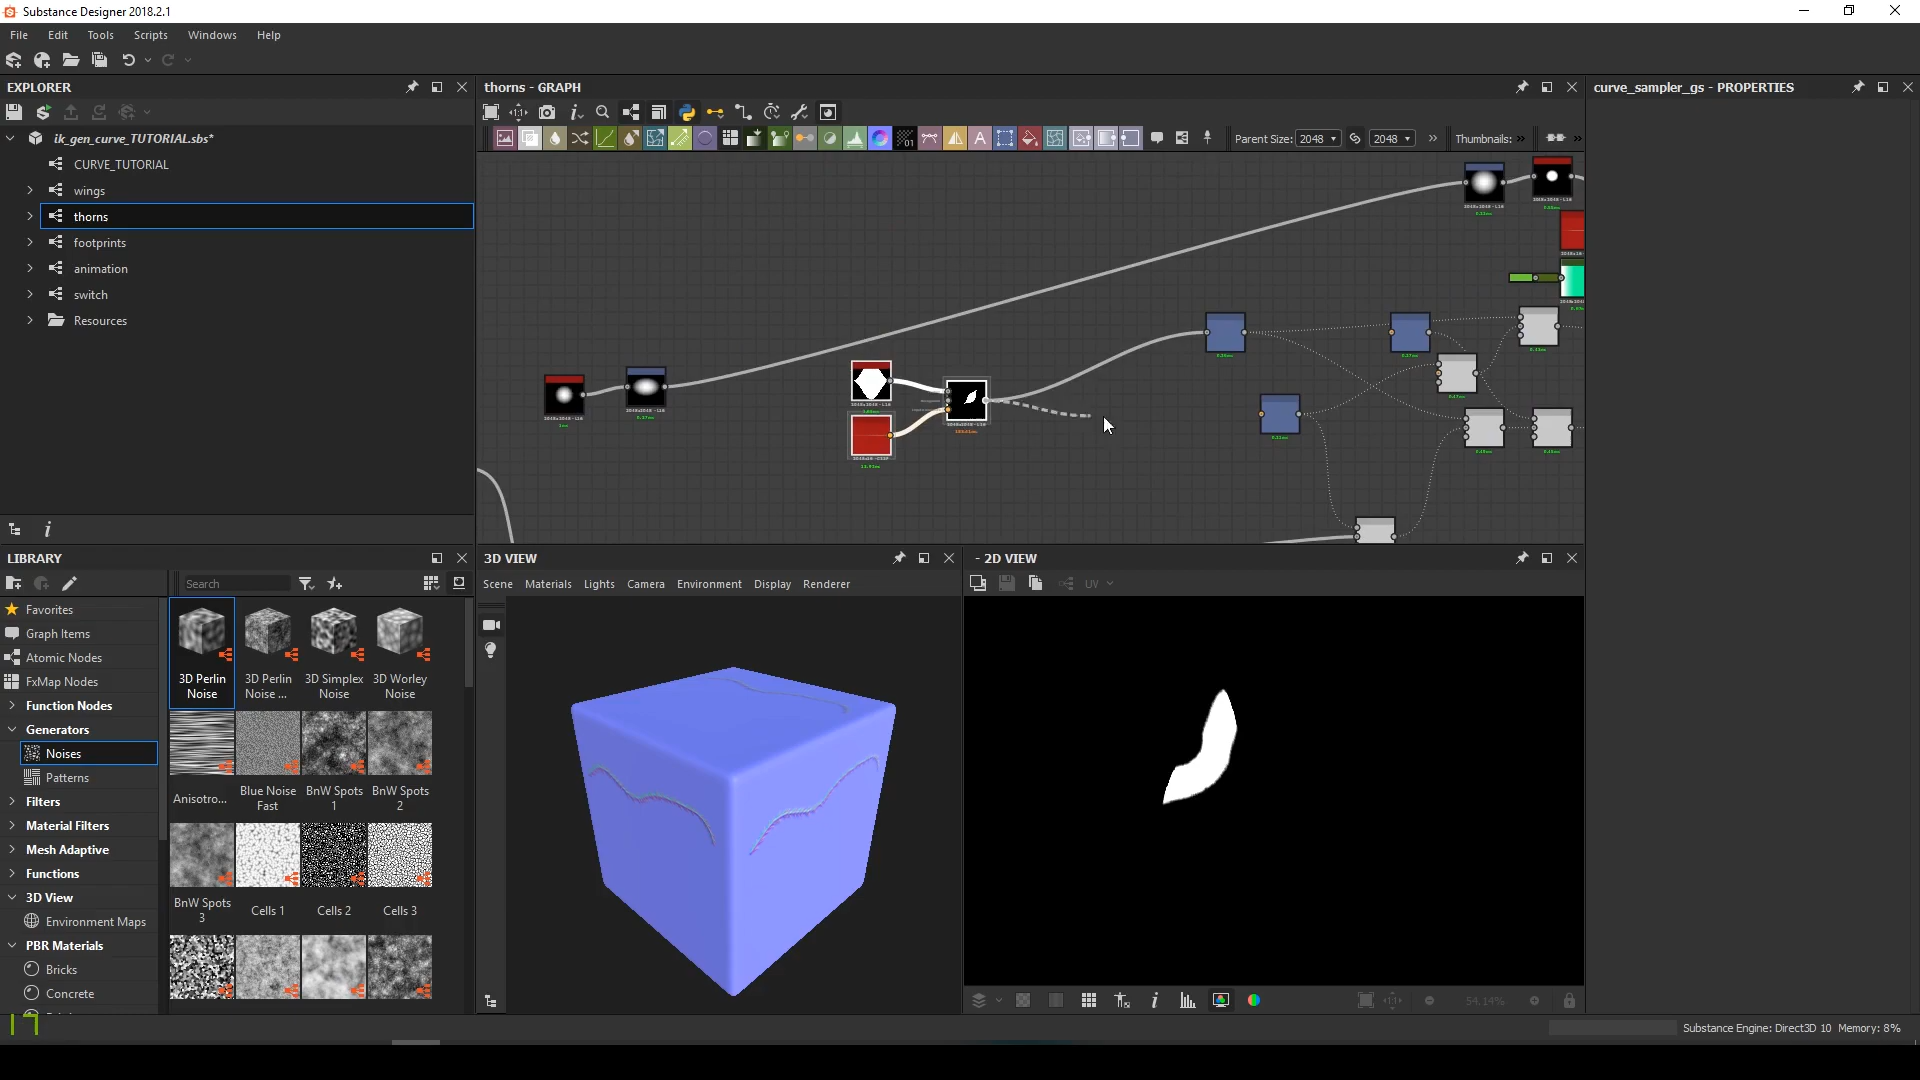 Substance Designer 2018.2.1
File Edit Tools Scripts Windows Help
EXPLORER
thorns - GRAPH
curve_sampler_gs - PROPERTIES
ik_gen_curve_TUTORIAL.sbs*
Parent Size: 2048 2048 Thumbnails:
CURVE_TUTORIAL
wings
thorns
footprints
animation
switch
Resources
LIBRARY
3D VIEW
- 2D VIEW
Search
Scene Materials Lights Camera Environment Display Renderer
UV
Favorites
Graph Items
Atomic Nodes
FxMap Nodes
Function Nodes
Generators
Noises
Patterns
Filters
Material Filters
Mesh Adaptive
Functions
3D View
Environment Maps
PBR Materials
Bricks
Concrete
3D Perlin Noise
3D Perlin Noise ...
3D Simplex Noise
3D Worley Noise
Anisotro...
Blue Noise Fast
BnW Spots 1
BnW Spots 2
BnW Spots 3
Cells 1
Cells 2
Cells 3
54.14%
Substance Engine: Direct3D 10 Memory: 8%